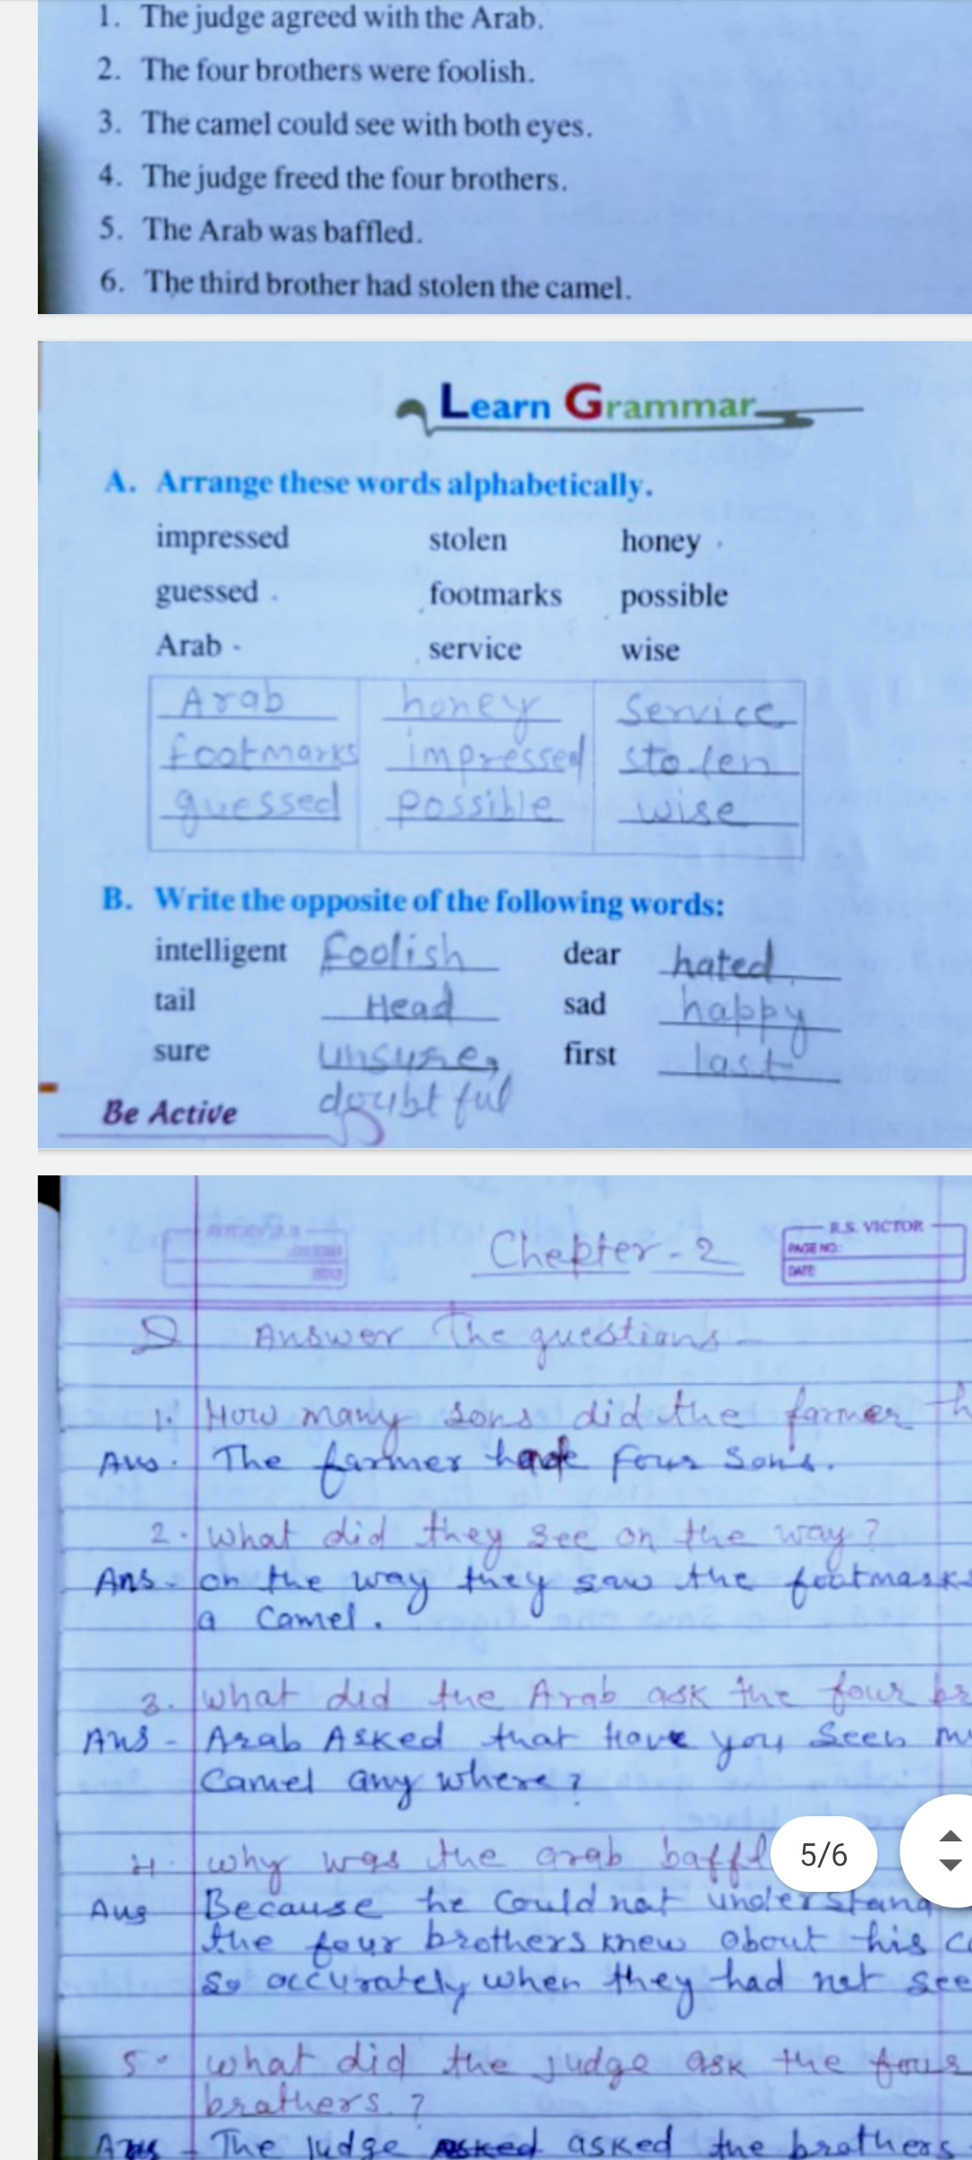 1. The judge agreed with the Arab.
2. The four brothers were foolish.
3. The camel could see with both eyes.
4. The judge freed the four brothers.
5. The Arab was baffled.
6. The third brother had stolen the camel.
Learn Grammar
A. Arrange these words alphabetically.
impressed stolen honey
guessed footmarks possible
Arab service wise
Arab honey Service
footmarks impressed stolen
guessed possible wise
B. Write the opposite of the following words:
intelligent Foolish dear hated
tail Head sad happy
sure unsure, first last
doubtful
Be Active
R.S. VICTOR
Chepter-2
PAGE NO.:
DATE:
Q Answer The questions -
1. How many sons did the farmer
Ans. The farmer had four Sons.
2. What did they see on the way?
Ans - on the way they saw the footmarks
a Camel.
3. What did the Arab ask the four
Ans - Arab Asked that Have you Seen
Camel any where?
4. why was the arab
Ans Because he Could not understand
the four brothers knew about his
so accurately when they had not
5. what did the judge ask the four
brothers.?
Ans - The judge asked the brothers
5/6